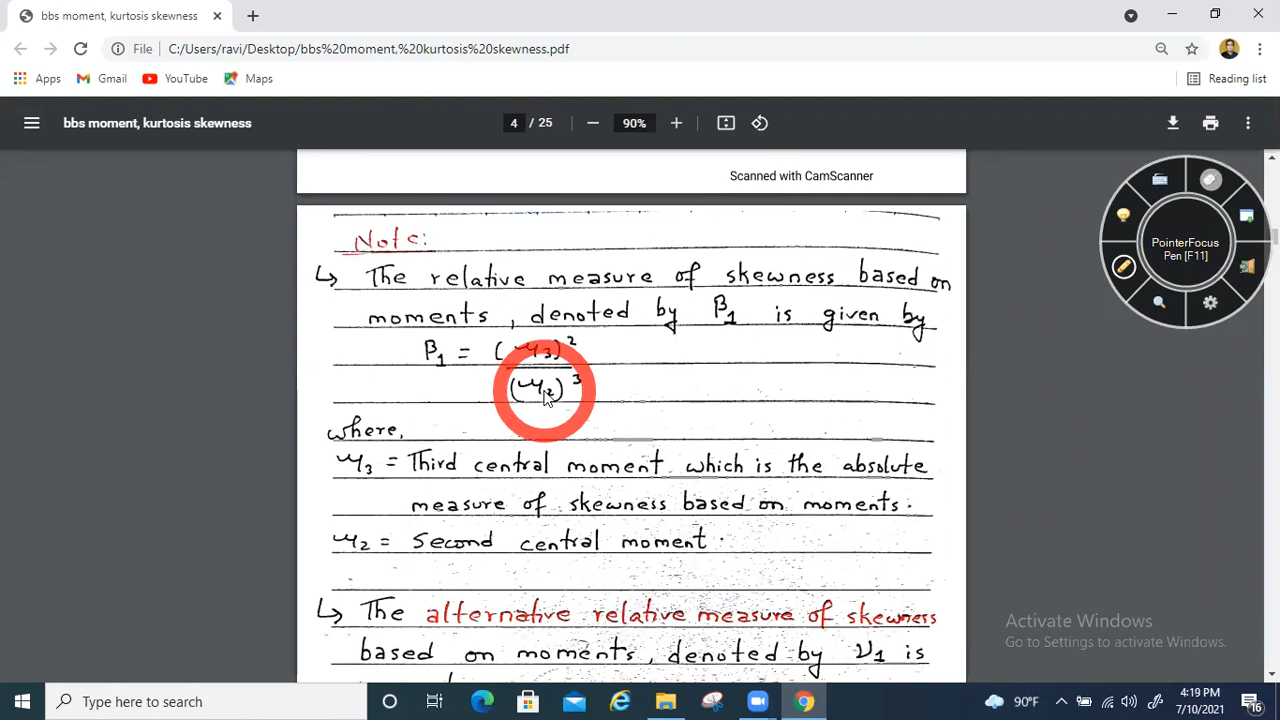 bbs moment, kurtosis skewness
File C:/Users/ravi/Desktop/bbs%20moment,%20kurtosis%20skewness.pdf
Apps Gmail YouTube Maps Reading list
bbs moment, kurtosis skewness 4 / 25 90%
Scanned with CamScanner
Note:
↳ The relative measure of skewness based on
moments, denoted by β₁ is given by
β₁ = (μ₃)²
(μ₂)³
where,
μ₃ = Third central moment which is the absolute
measure of skewness based on moments.
μ₂ = Second central moment.
↳ The alternative relative measure of skewness
based on moments, denoted by ν₁ is
PointerFocus
Pen [F11]
Activate Windows
Go to Settings to activate Windows.
Type here to search
90°F
4:19 PM
7/10/2021
16